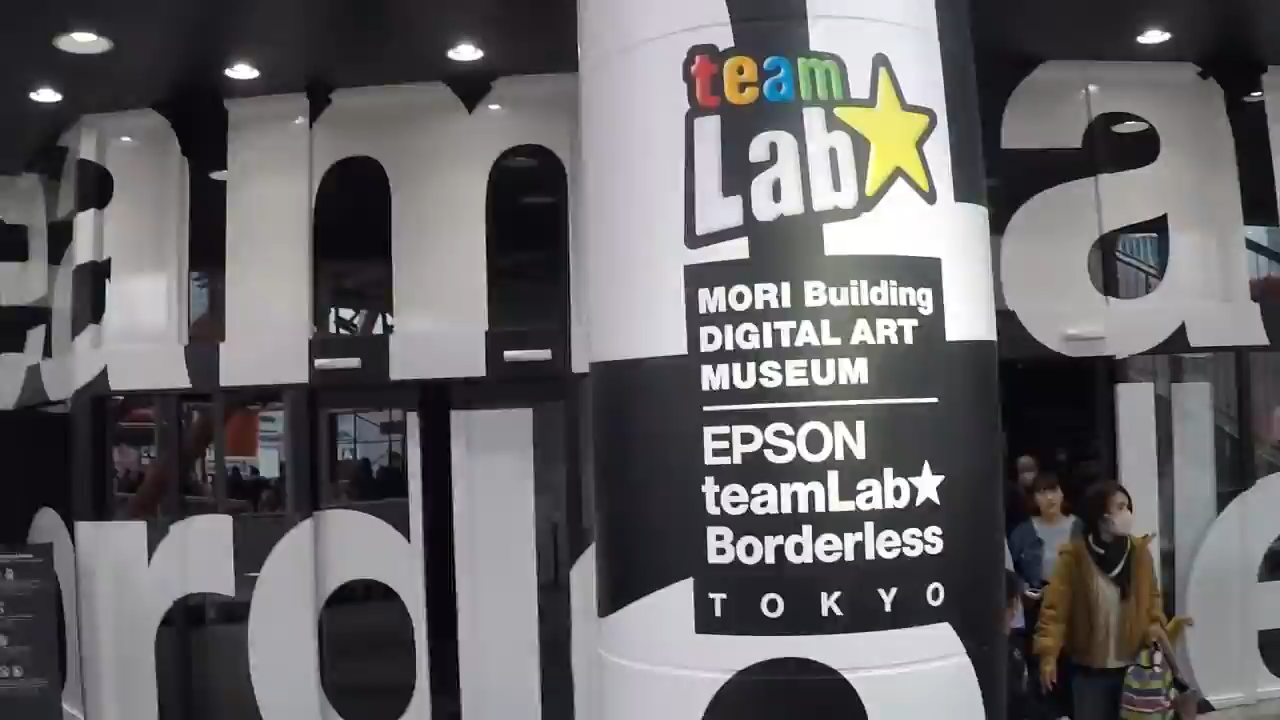 team
Lab★
MORI Building
DIGITAL ART
MUSEUM
EPSON
teamLab★
Borderless
TOKYO